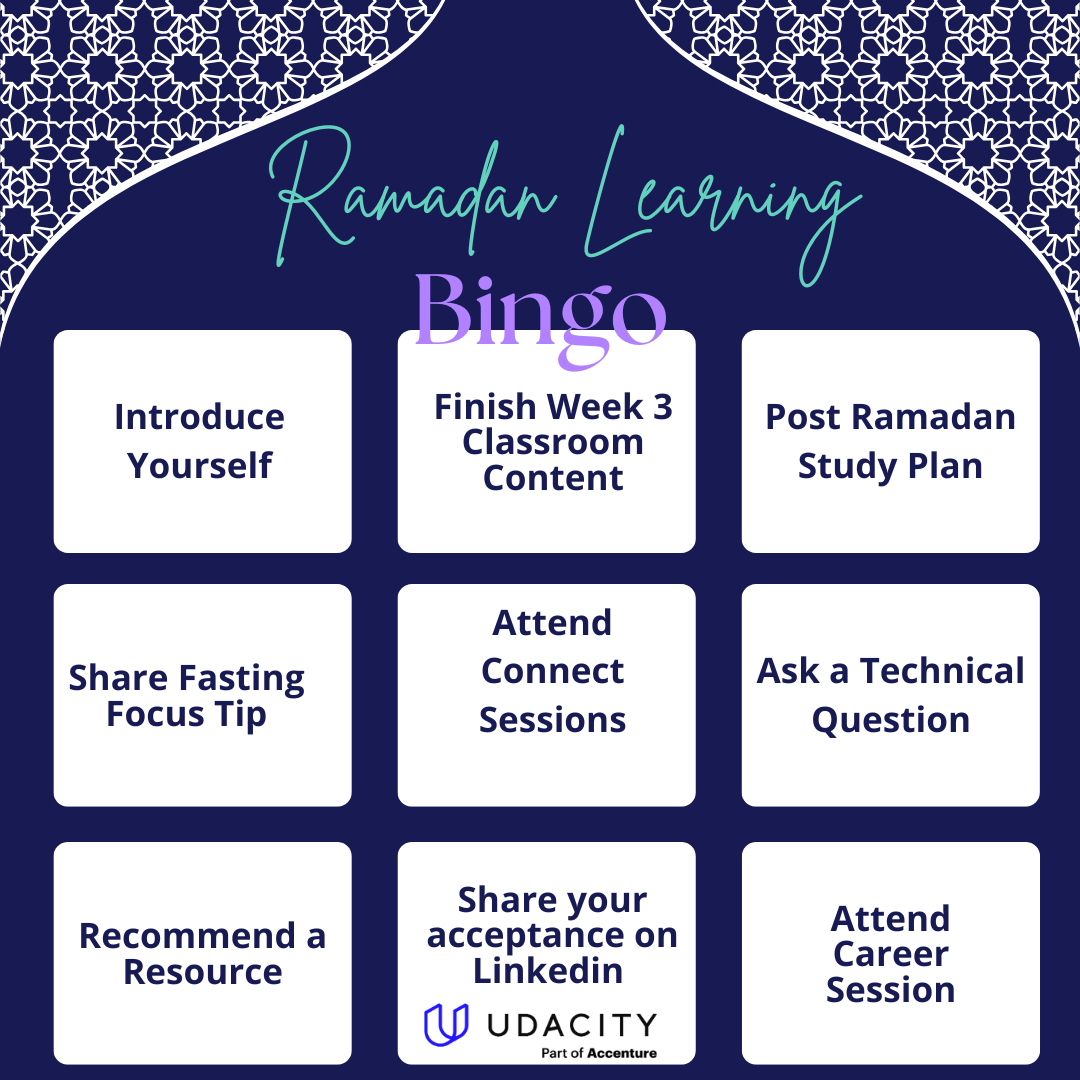 Ramadan Learning
Bingo
Introduce
Yourself
Finish Week 3
Classroom
Content
Post Ramadan
Study Plan
Share Fasting
Focus Tip
Attend
Connect
Sessions
Ask a Technical
Question
Recommend a
Resource
Share your
acceptance on
Linkedin
UDACITY
Part of Accenture
Attend
Career
Session